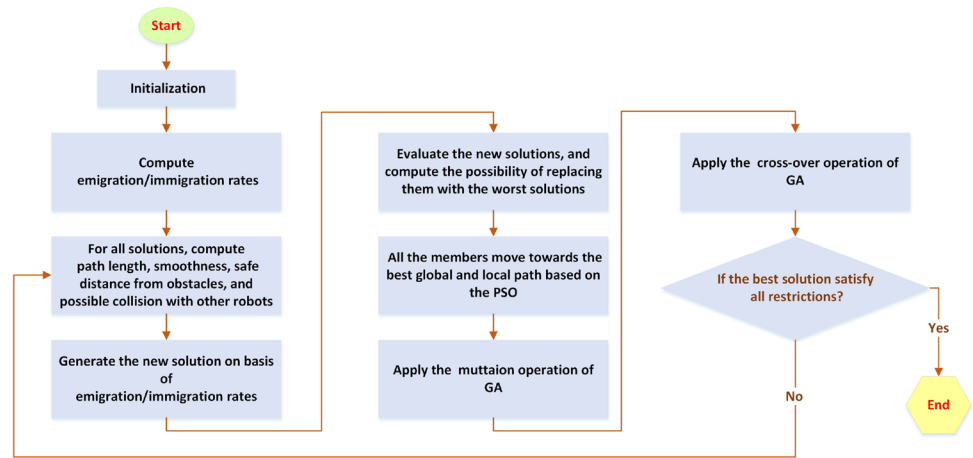 Start
Initialization
Compute
emigration/immigration rates
For all solutions, compute
path length, smoothness, safe
distance from obstacles, and
possible collision with other robots
Generate the new solution on basis
of
emigration/immigration rates
Evaluate the new solutions, and
compute the possibility of replacing
them with the worst solutions
All the members move towards the
best global and local path based on
the PSO
Apply the muttaion operation of
GA
Apply the cross-over operation of
GA
If the best solution satisfy
all restrictions?
Yes
No
End